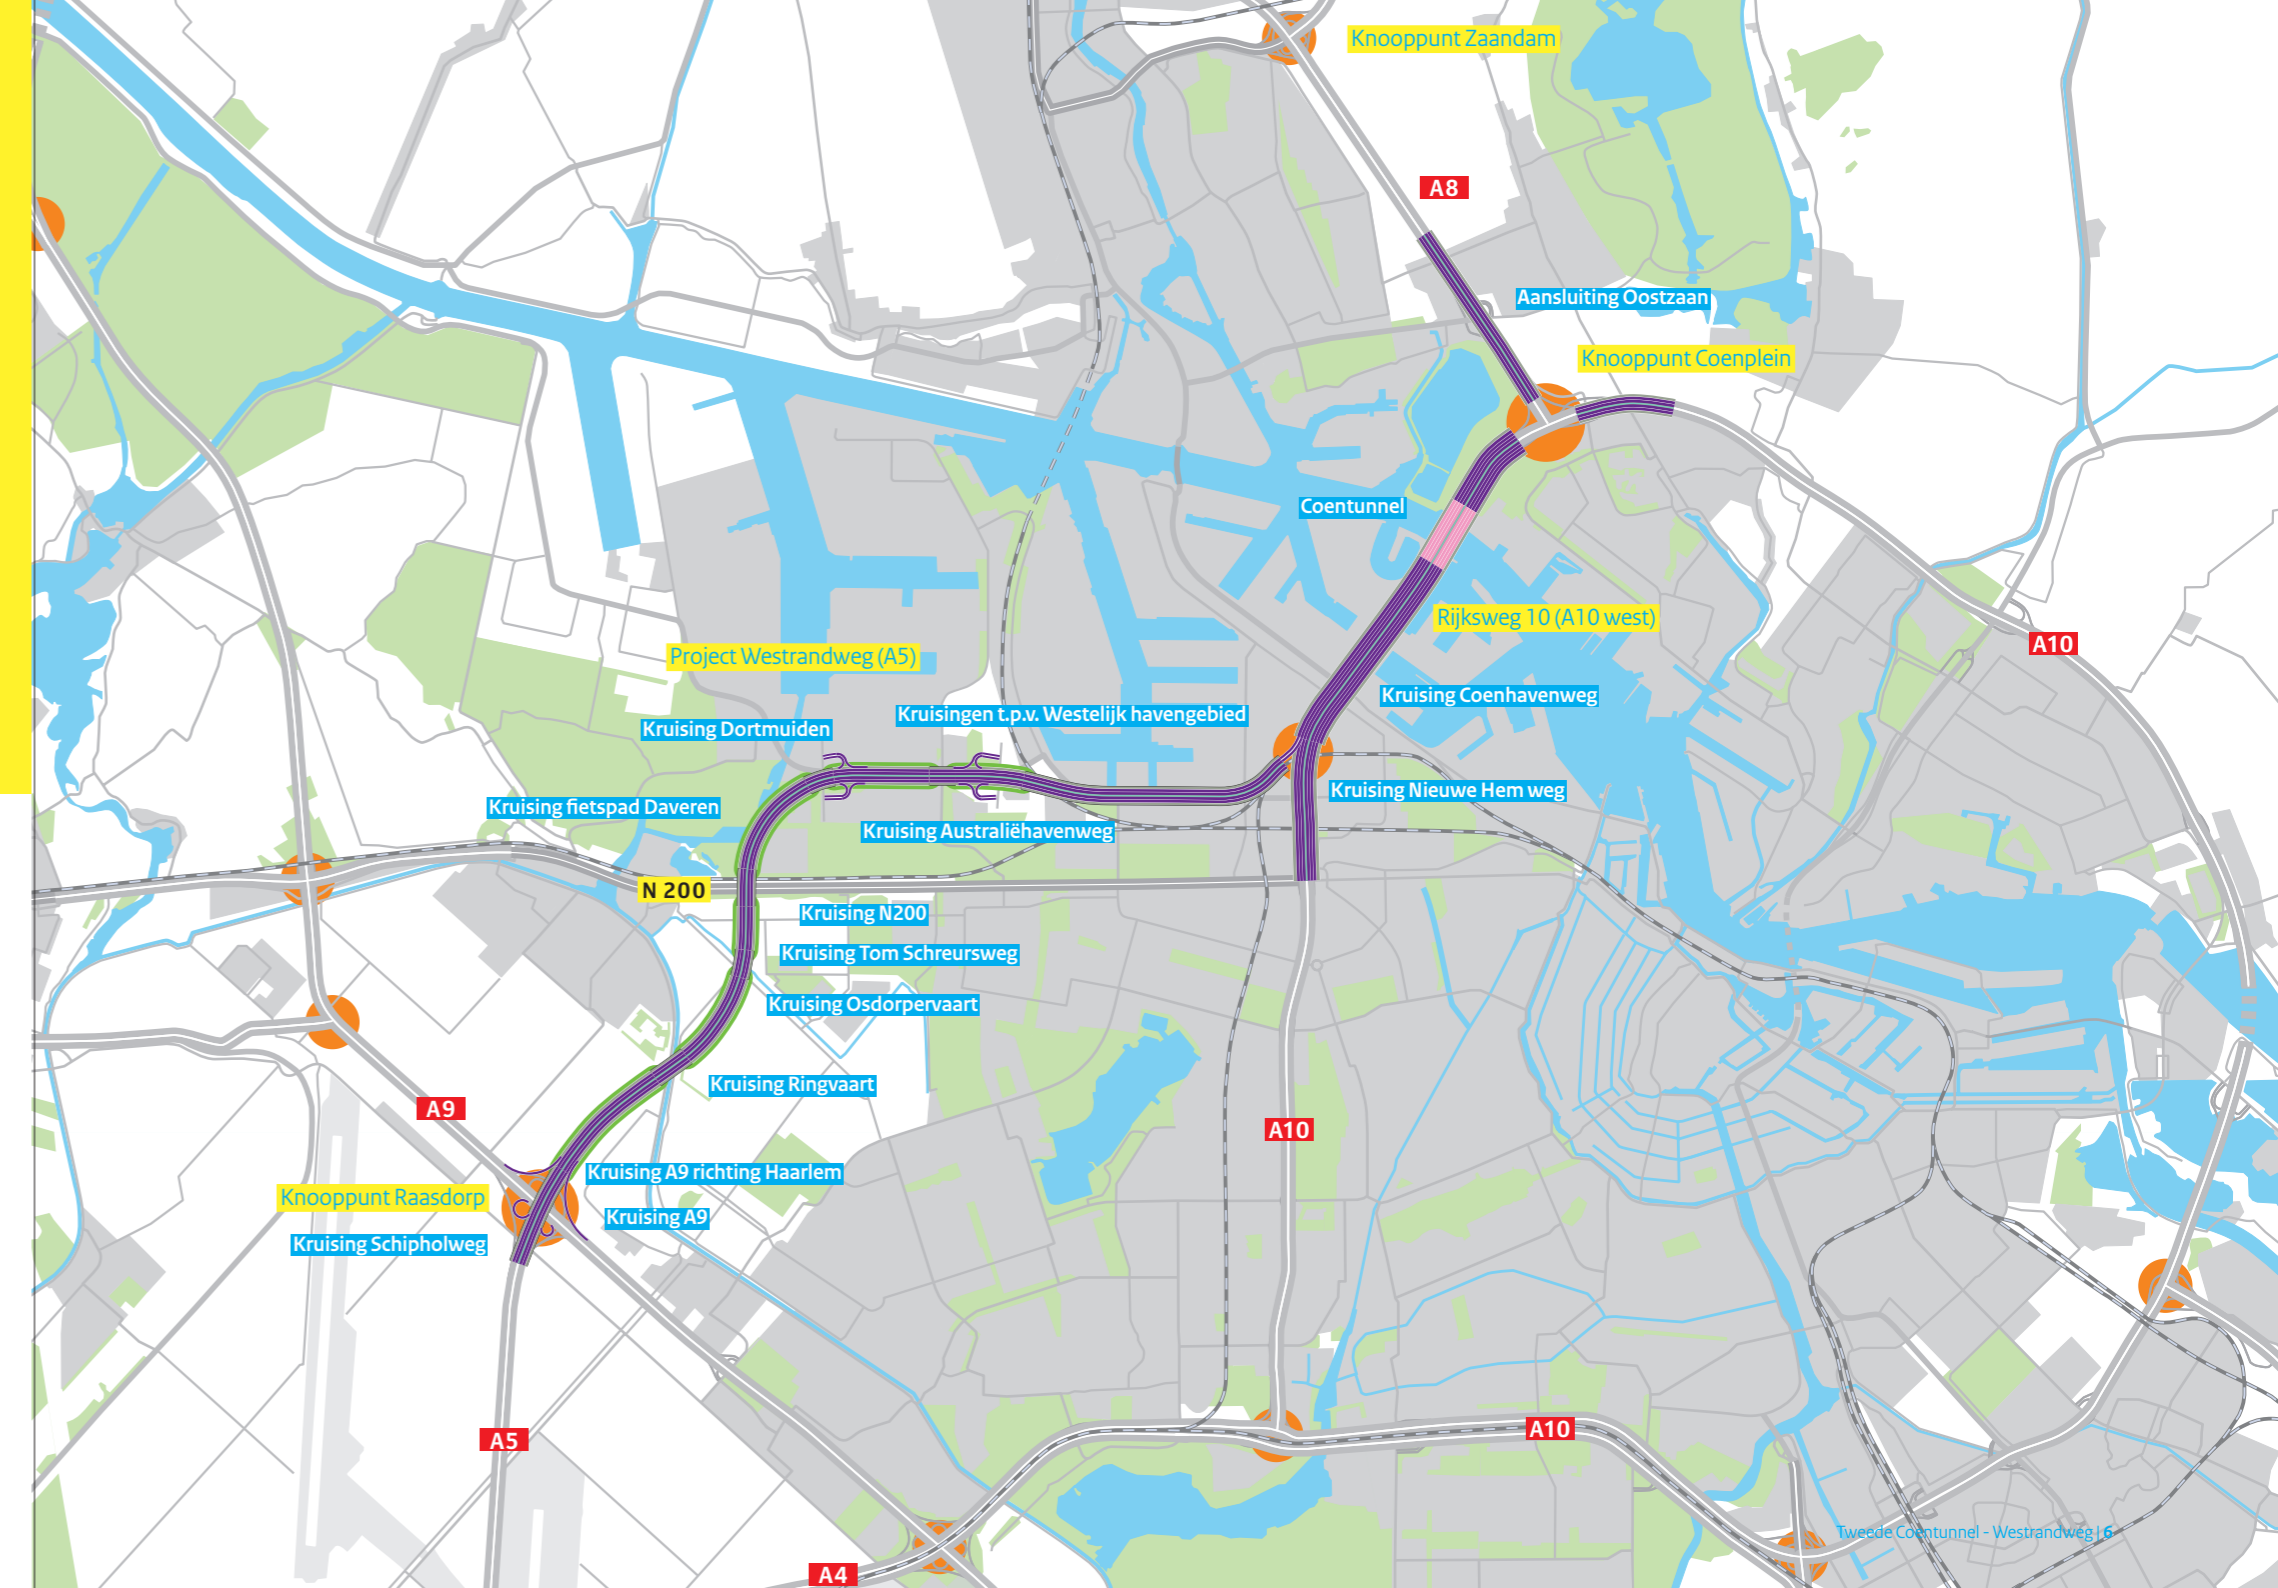 Knooppunt Zaandam
A8
Aansluiting Oostzaan
Knooppunt Coenplein
Coentunnel
Rijksweg 10 (A10 west)
A10
Project Westrandweg (A5)
Kruising Coenhavenweg
Kruisingen t.p.v. Westelijk havengebied
Kruising Dortmuiden
Kruising Nieuwe Hem weg
Kruising fietspad Daveren
Kruising Australiëhavenweg
N 200
Kruising N200
Kruising Tom Schreursweg
Kruising Osdorpervaart
Kruising Ringvaart
A9
A10
Kruising A9 richting Haarlem
Knooppunt Raasdorp
Kruising A9
Kruising Schipholweg
A5
A10
Tweede Coentunnel - Westrandweg | 6
A4